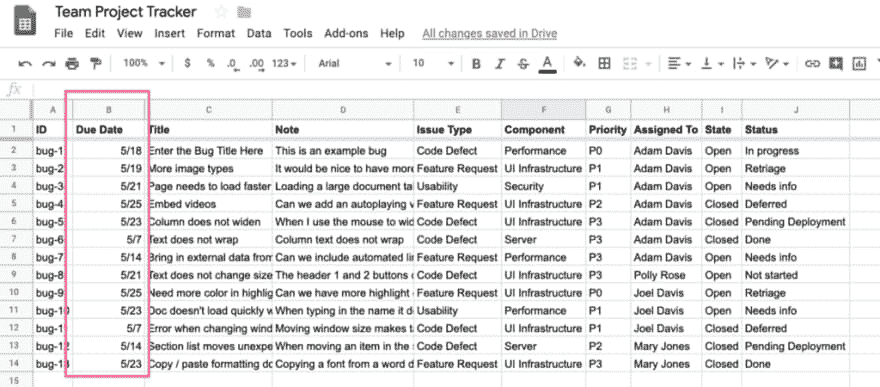 Team Project Tracker
File Edit View Insert Format Data Tools Add-ons Help All changes saved in Drive
100% $ % .0 .00 123 Arial 10 B I S A
fx
A B C D E F G H I J
1 ID Due Date Title Note Issue Type Component Priority Assigned To State Status
2 bug-1 5/18 Enter the Bug Title Here This is an example bug Code Defect Performance P0 Adam Davis Open In progress
3 bug-2 5/19 More image types It would be nice to have more Feature Request UI Infrastructure P1 Adam Davis Open Retriage
4 bug-3 5/21 Page needs to load faster Loading a large document ta Usability Security P1 Adam Davis Open Needs info
5 bug-4 5/25 Embed videos Can we add an autoplaying v Feature Request UI Infrastructure P2 Adam Davis Closed Deferred
6 bug-5 5/23 Column does not widen When I use the mouse to wid Code Defect UI Infrastructure P3 Adam Davis Closed Pending Deployment
7 bug-6 5/7 Text does not wrap Column text does not wrap Code Defect Server P3 Adam Davis Closed Done
8 bug-7 5/14 Bring in external data from Can we include automated lin Feature Request Performance P3 Adam Davis Open Needs info
9 bug-8 5/21 Text does not change size The header 1 and 2 buttons Code Defect UI Infrastructure P3 Polly Rose Open Not started
10 bug-9 5/25 Need more color in highlig Can we have more highlight Feature Request UI Infrastructure P0 Joel Davis Open Retriage
11 bug-10 5/23 Doc doesn't load quickly w When typing in the name it d Usability Performance P1 Joel Davis Open Needs info
12 bug-1 5/7 Error when changing wind Moving window size makes t Code Defect UI Infrastructure P1 Joel Davis Closed Deferred
13 bug-12 5/14 Section list moves unexpe When moving an item in the Code Defect Server P2 Mary Jones Closed Pending Deployment
14 bug-13 5/23 Copy / paste formatting do Copying a font from a word d Feature Request UI Infrastructure P3 Mary Jones Closed Done
15